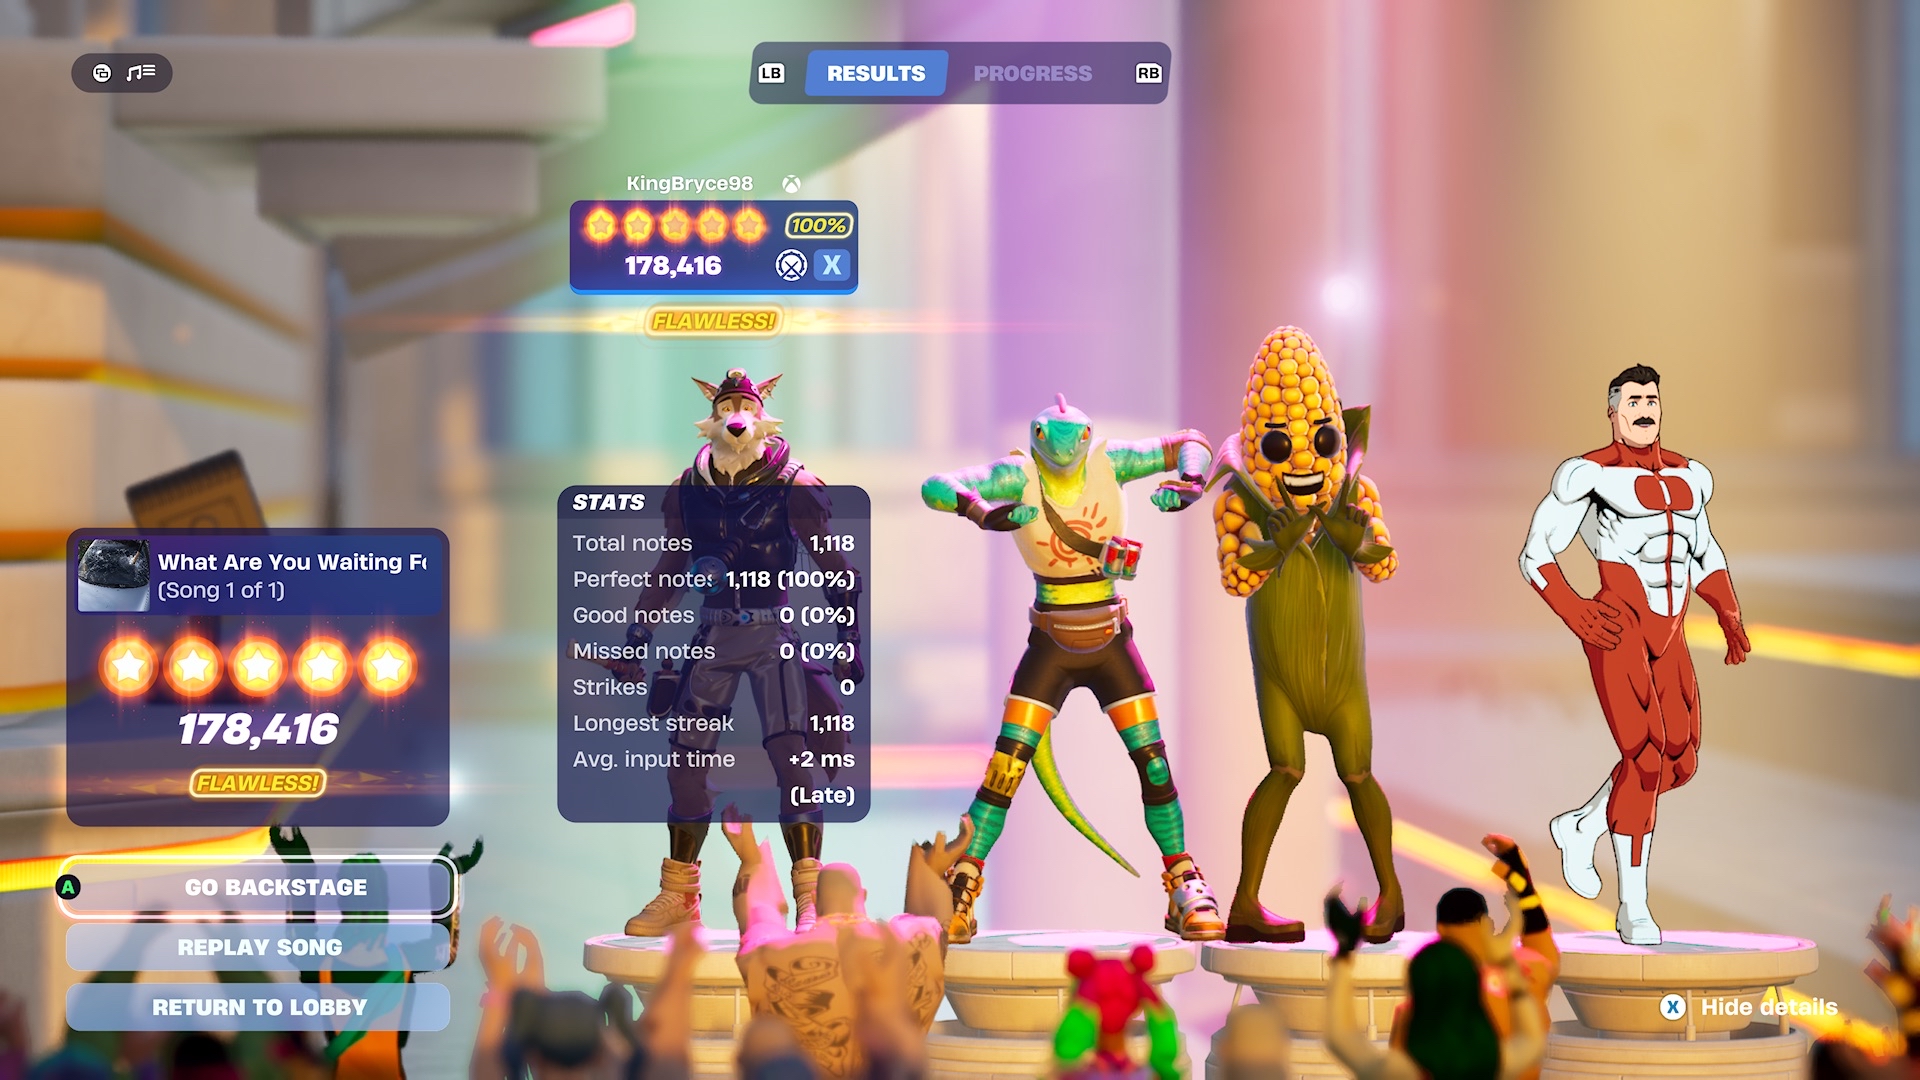 LB
RESULTS
PROGRESS
RB
KingBryce98
100%
178,416
X
FLAWLESS!
STATS
Total notes 1,118
Perfect notes 1,118 (100%)
Good notes 0 (0%)
Missed notes 0 (0%)
Strikes 0
Longest streak 1,118
Avg. input time +2 ms
(Late)
What Are You Waiting Fo
(Song 1 of 1)
178,416
FLAWLESS!
A GO BACKSTAGE
REPLAY SONG
RETURN TO LOBBY
X Hide details